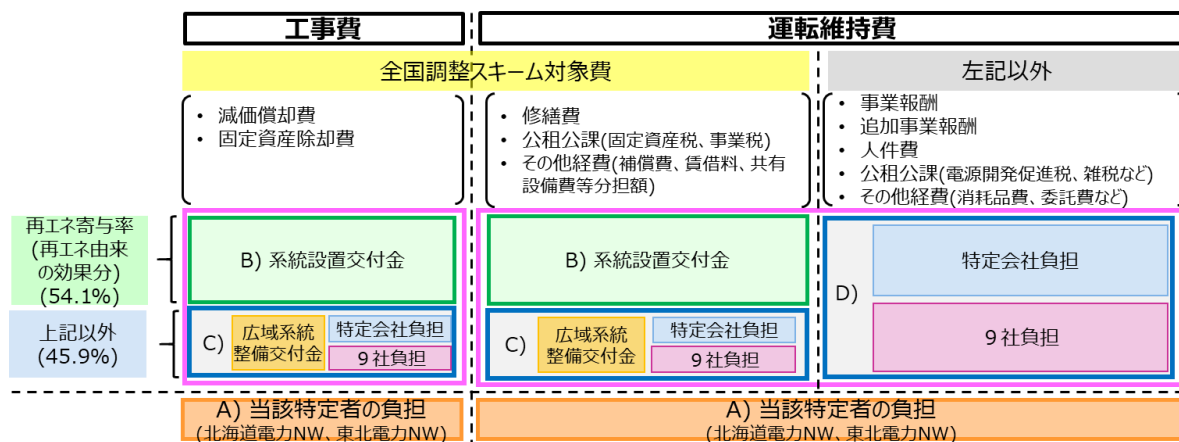 工事費
運転維持費
全国調整スキーム対象費
左記以外
• 減価償却費
• 固定資産除却費
• 修繕費
• 公租公課(固定資産税、事業税)
• その他経費(補償費、賃借料、共有
設備費等分担額)
• 事業報酬
• 追加事業報酬
• 人件費
• 公租公課(電源開発促進税、雑税など)
• その他経費(消耗品費、委託費など)
再エネ寄与率
(再エネ由来
の効果分)
(54.1%)
B) 系統設置交付金
B) 系統設置交付金
D)
特定会社負担
9社負担
上記以外
(45.9%)
C)
広域系統
整備交付金
特定会社負担
9社負担
C)
広域系統
整備交付金
特定会社負担
9社負担
A) 当該特定者の負担
(北海道電力NW、東北電力NW)
A) 当該特定者の負担
(北海道電力NW、東北電力NW)